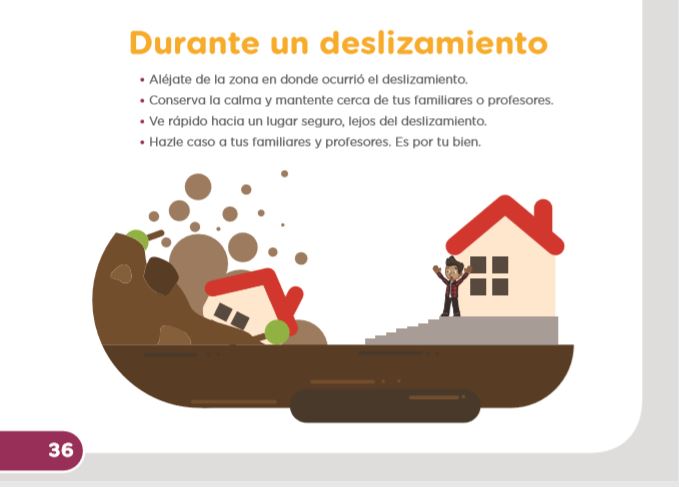 Durante un deslizamiento
• Aléjate de la zona en donde ocurrió el deslizamiento.
• Conserva la calma y mantente cerca de tus familiares o profesores.
• Ve rápido hacia un lugar seguro, lejos del deslizamiento.
• Hazle caso a tus familiares y profesores. Es por tu bien.
36